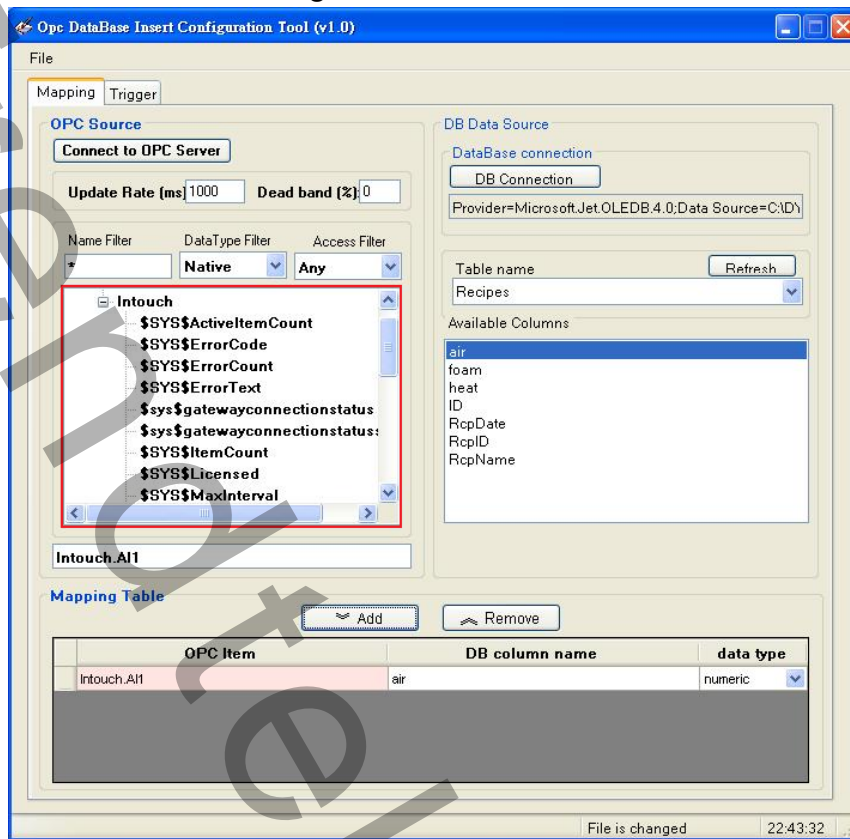 Opc DataBase Insert Configuration Tool (v1.0)
File
Mapping Trigger
OPC Source
Connect to OPC Server
Update Rate (ms) 1000 Dead band (%) 0
Name Filter DataType Filter Access Filter
* Native Any
Intouch
$SYS$ActiveItemCount
$SYS$ErrorCode
$SYS$ErrorCount
$SYS$ErrorText
$sys$gatewayconnectionstatus
$sys$gatewayconnectionstatus:
$SYS$ItemCount
$SYS$Licensed
$SYS$MaxInterval
Intouch.AI1
DB Data Source
DataBase connection
DB Connection
Provider=Microsoft.Jet.OLEDB.4.0;Data Source=C:\D\
Table name Refresh
Recipes
Available Columns
air
foam
heat
ID
RcpDate
RcpID
RcpName
Mapping Table
Add Remove
OPC Item DB column name data type
Intouch.AI1 air numeric
File is changed 22:43:32